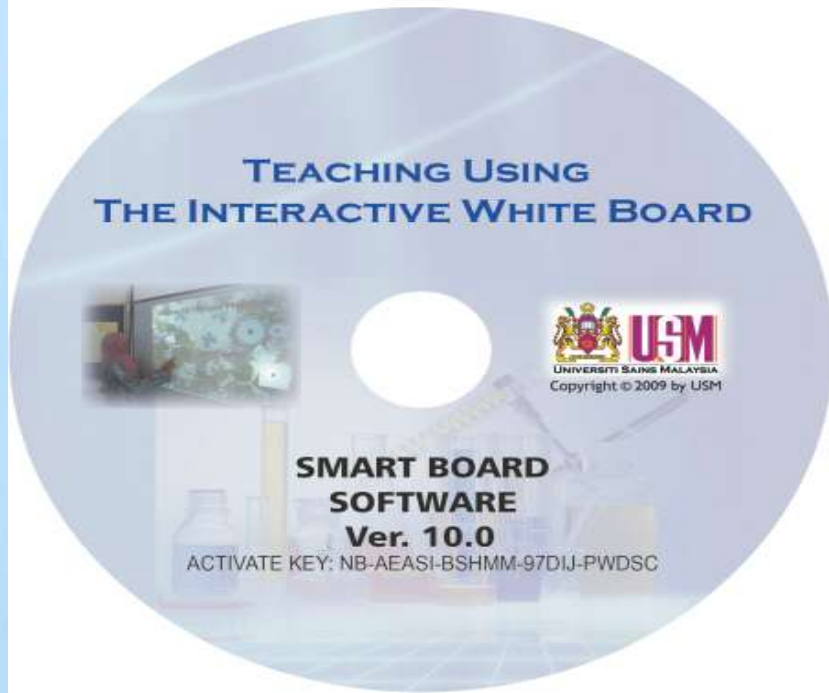 TEACHING USING
THE INTERACTIVE WHITE BOARD
USM
UNIVERSITI SAINS MALAYSIA
Copyright © 2009 by USM
SMART BOARD
SOFTWARE
Ver. 10.0
ACTIVATE KEY: NB-AEASI-BSHMM-97DIJ-PWDSC